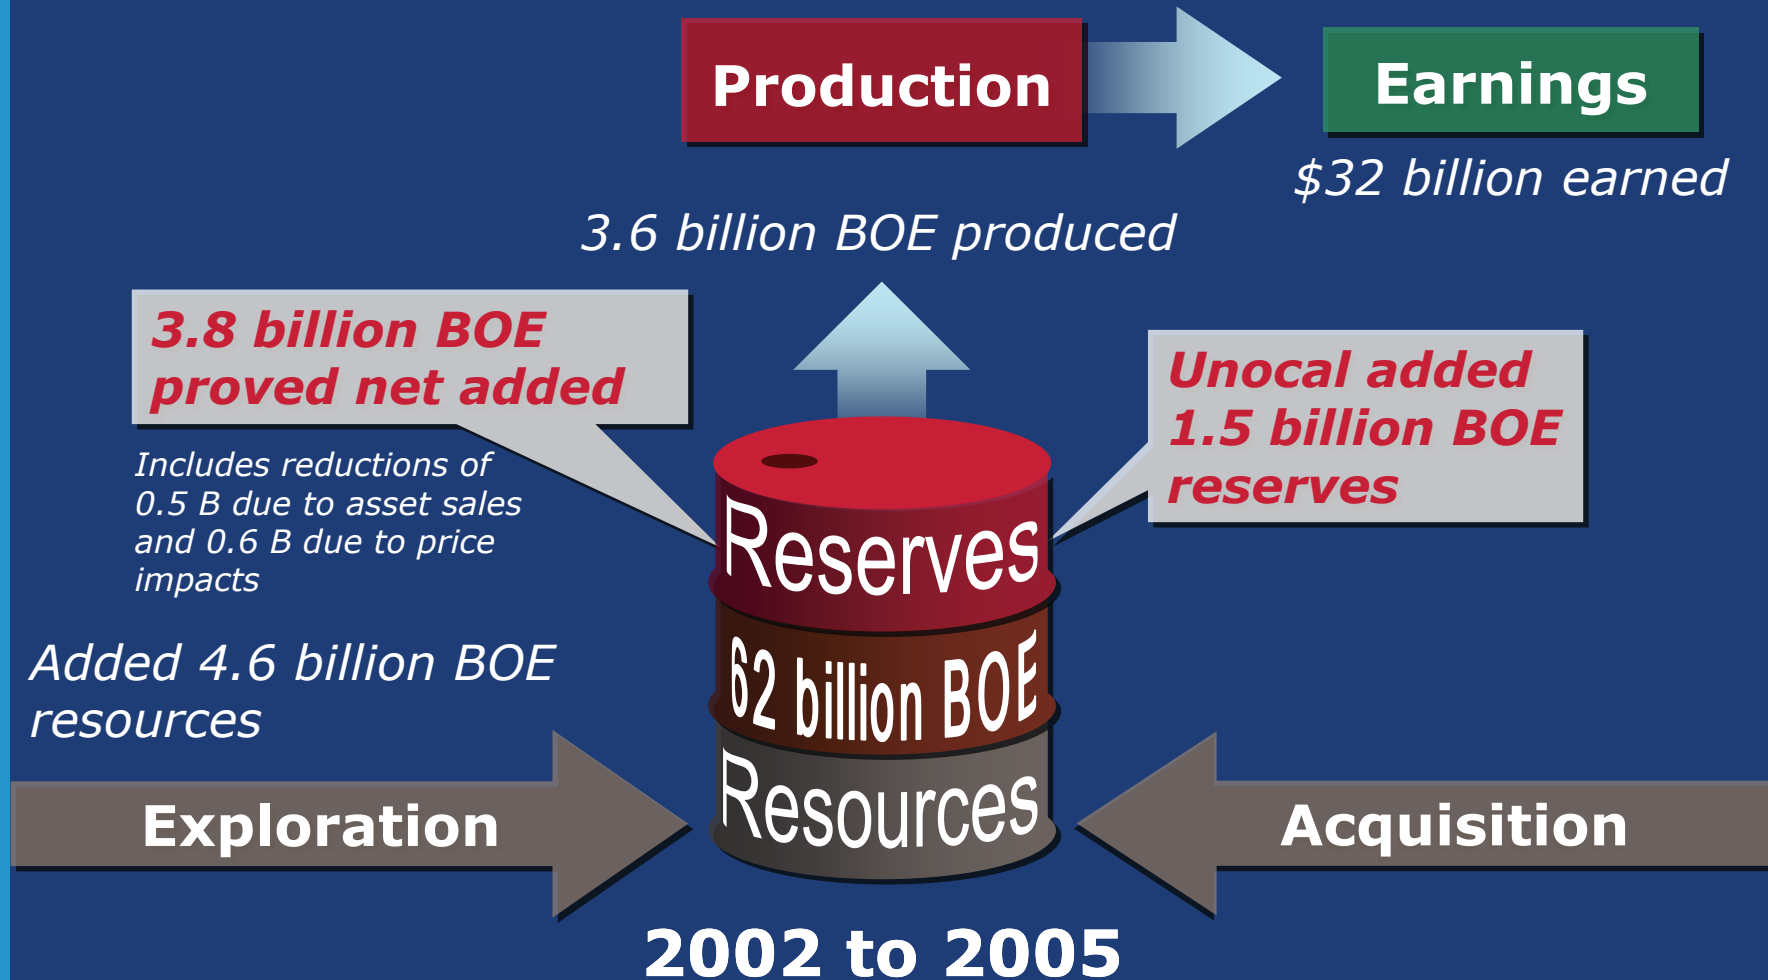 Production
Earnings
$32 billion earned
3.6 billion BOE produced
3.8 billion BOE
proved net added
Unocal added
1.5 billion BOE
reserves
Includes reductions of
0.5 B due to asset sales
and 0.6 B due to price
impacts
Reserves
62 billion BOE
Resources
Added 4.6 billion BOE
resources
Exploration
Acquisition
2002 to 2005